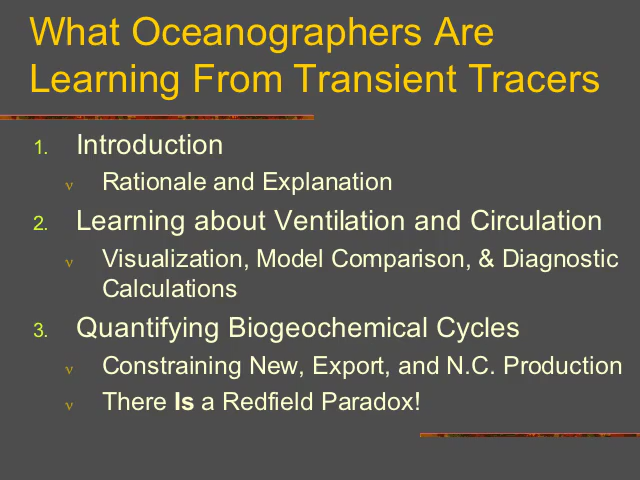 What Oceanographers Are
Learning From Transient Tracers
1. Introduction
ν Rationale and Explanation
2. Learning about Ventilation and Circulation
ν Visualization, Model Comparison, & Diagnostic
Calculations
3. Quantifying Biogeochemical Cycles
ν Constraining New, Export, and N.C. Production
ν There Is a Redfield Paradox!